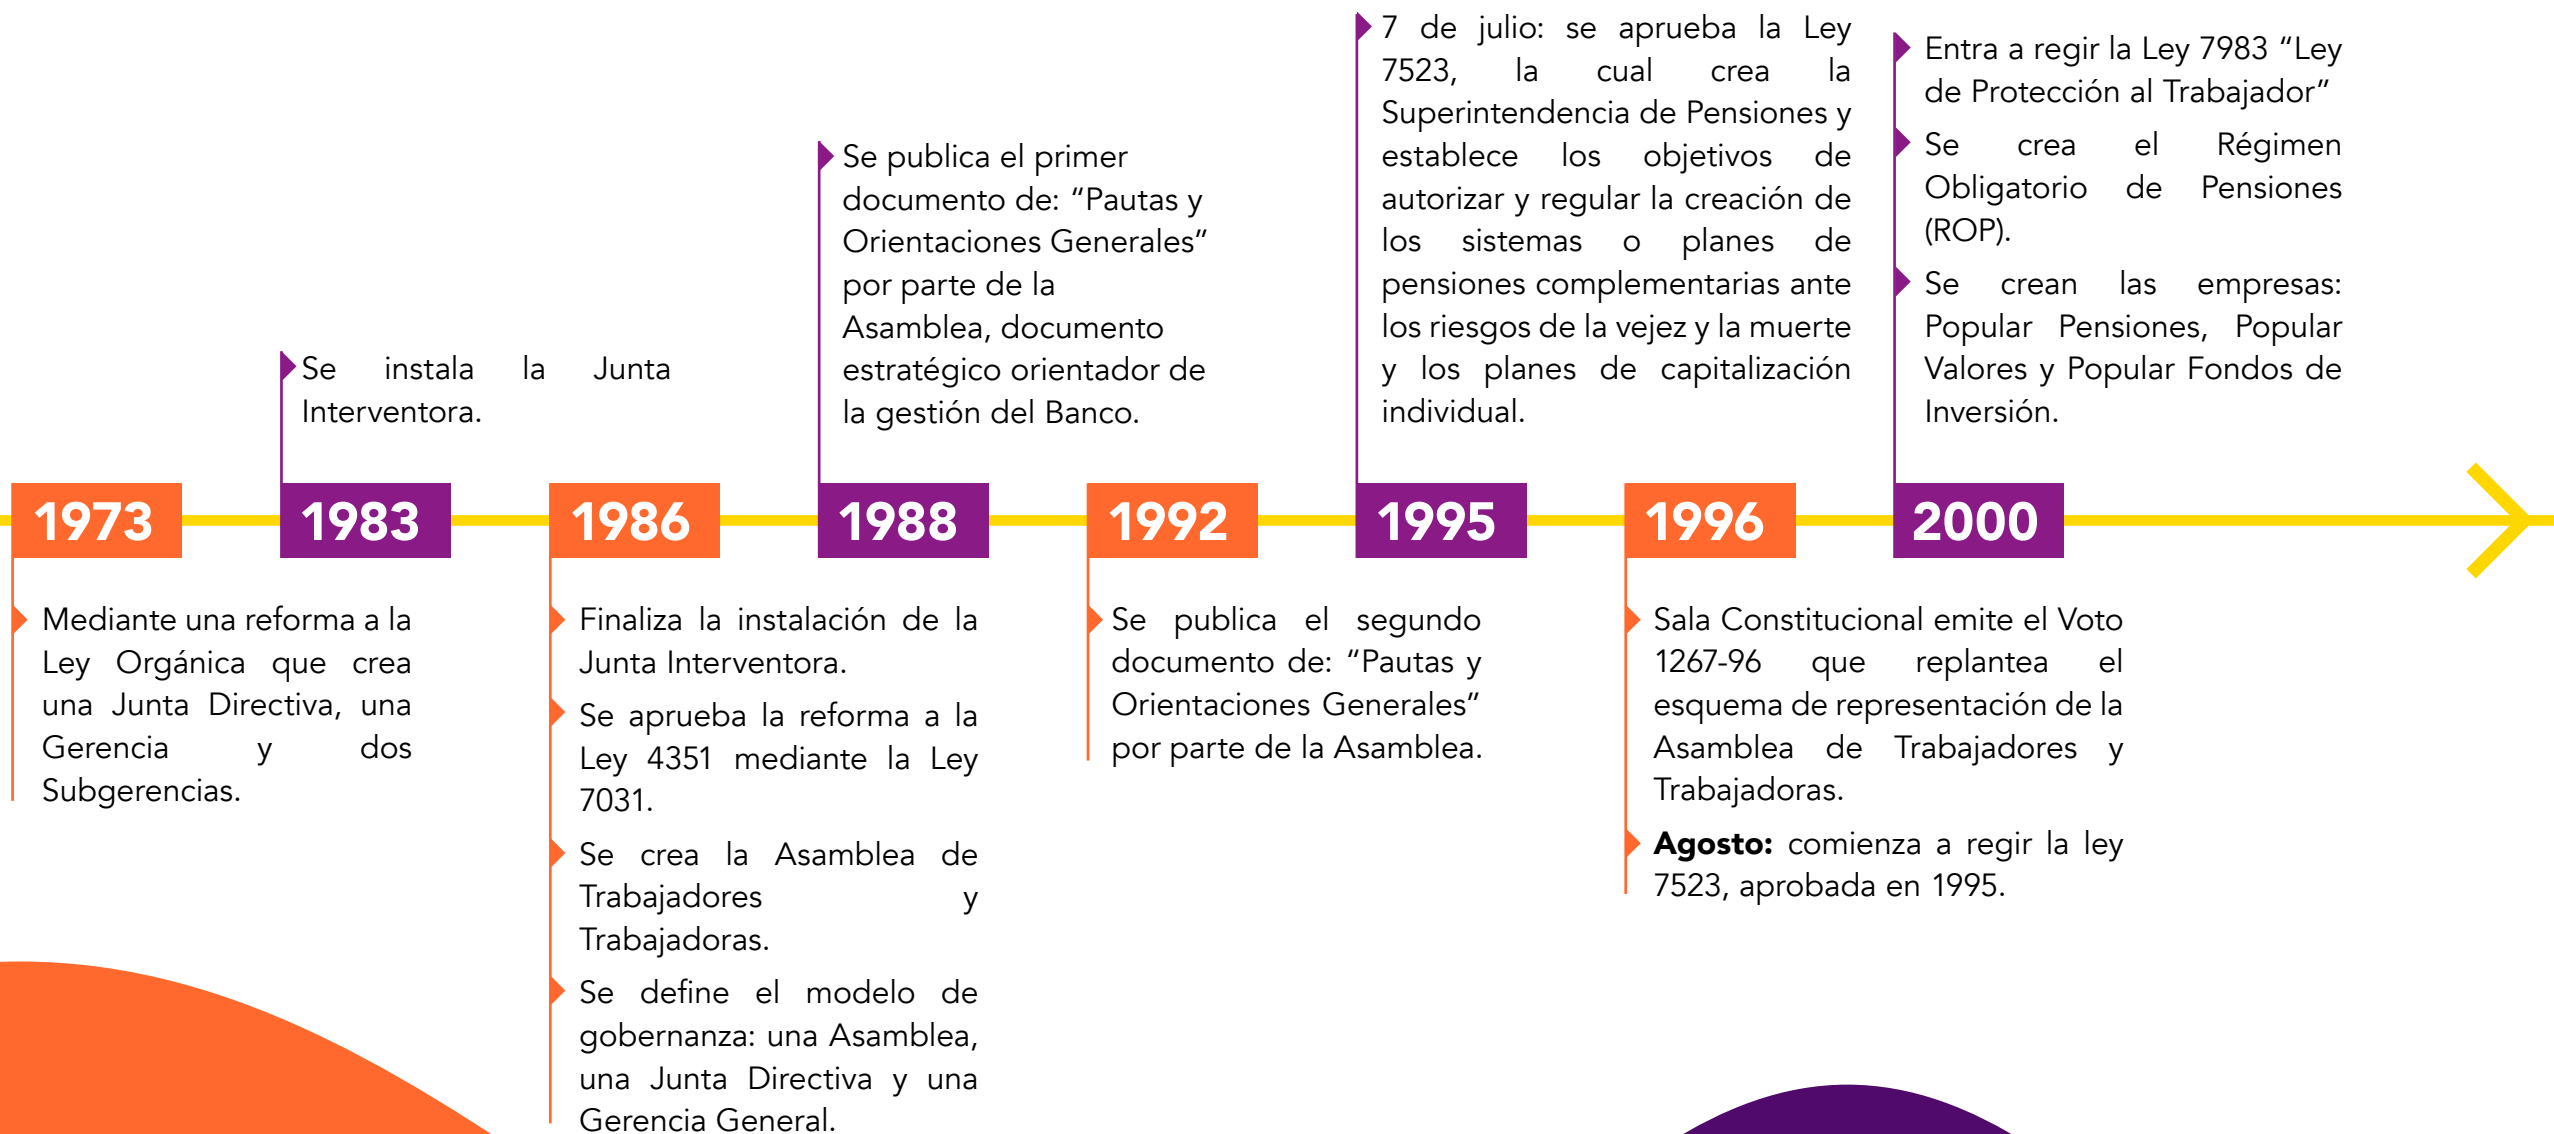 1973
Mediante una reforma a la
Ley Orgánica que crea
una Junta Directiva, una
Gerencia y dos
Subgerencias.
1983
Se instala la Junta
Interventora.
1986
Finaliza la instalación de la
Junta Interventora.
Se aprueba la reforma a la
Ley 4351 mediante la Ley
7031.
Se crea la Asamblea de
Trabajadores y
Trabajadoras.
Se define el modelo de
gobernanza: una Asamblea,
una Junta Directiva y una
Gerencia General.
1988
Se publica el primer
documento de: “Pautas y
Orientaciones Generales”
por parte de la
Asamblea, documento
estratégico orientador de
la gestión del Banco.
1992
Se publica el segundo
documento de: “Pautas y
Orientaciones Generales”
por parte de la Asamblea.
1995
7 de julio: se aprueba la Ley
7523, la cual crea la
Superintendencia de Pensiones y
establece los objetivos de
autorizar y regular la creación de
los sistemas o planes de
pensiones complementarias ante
los riesgos de la vejez y la muerte
y los planes de capitalización
individual.
1996
Sala Constitucional emite el Voto
1267-96 que replantea el
esquema de representación de la
Asamblea de Trabajadores y
Trabajadoras.
Agosto: comienza a regir la ley
7523, aprobada en 1995.
2000
Entra a regir la Ley 7983 “Ley
de Protección al Trabajador”
Se crea el Régimen
Obligatorio de Pensiones
(ROP).
Se crean las empresas:
Popular Pensiones, Popular
Valores y Popular Fondos de
Inversión.